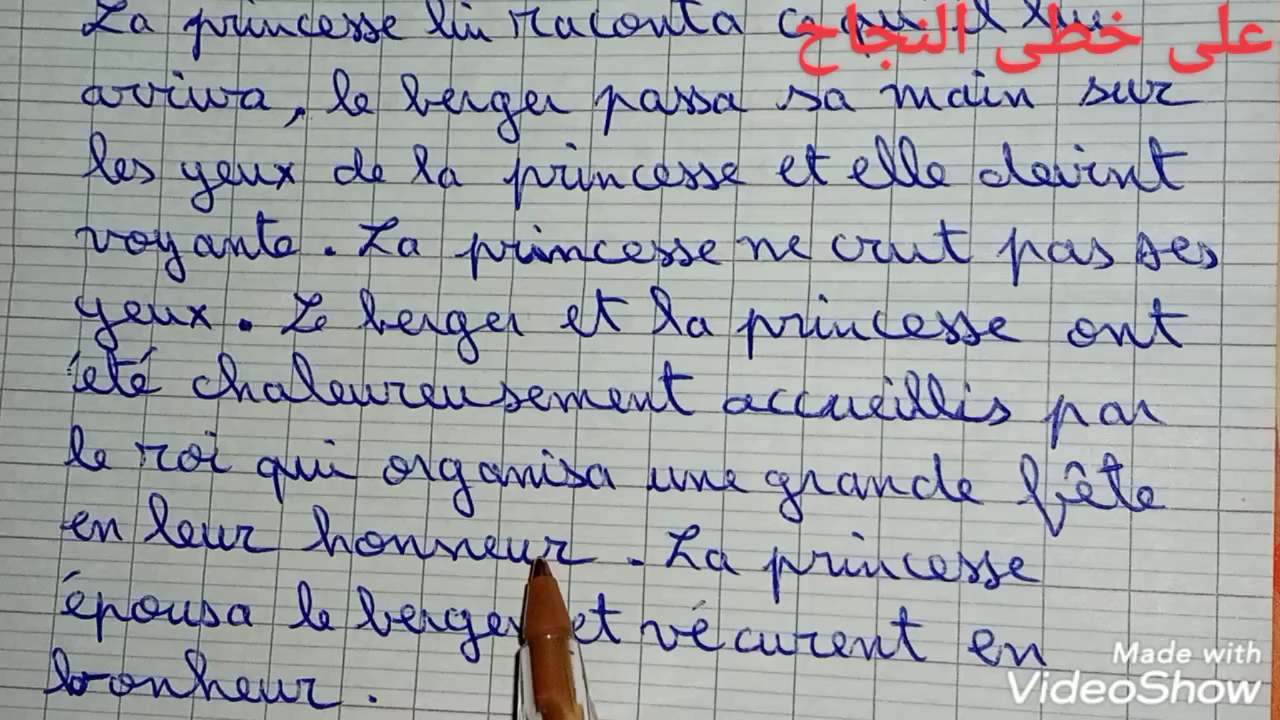 La princesse lui raconta
على خطى النجاح
arriva, le berger passa sa main sur
les yeux de la princesse et elle devint
voyante. La princesse ne crut pas ses
yeux. Le berger et la princesse ont
été chaleureusement accueillis par
le roi qui organisa une grande fête
en leur honneur. La princesse
épousa le berger et vécurent en
bonheur.
Made with
VideoShow